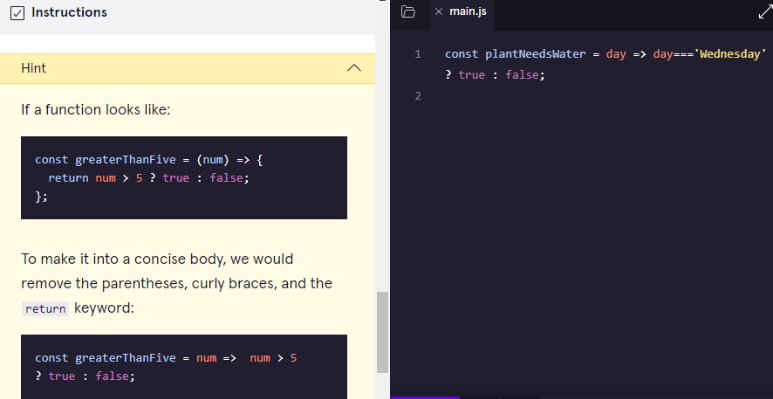 Instructions
Hint
If a function looks like:
const greaterThanFive = (num) => {
  return num > 5 ? true : false;
};
To make it into a concise body, we would
remove the parentheses, curly braces, and the
return keyword:
const greaterThanFive = num =>  num > 5
? true : false;
main.js
1 const plantNeedsWater = day => day==='Wednesday'
? true : false;
2